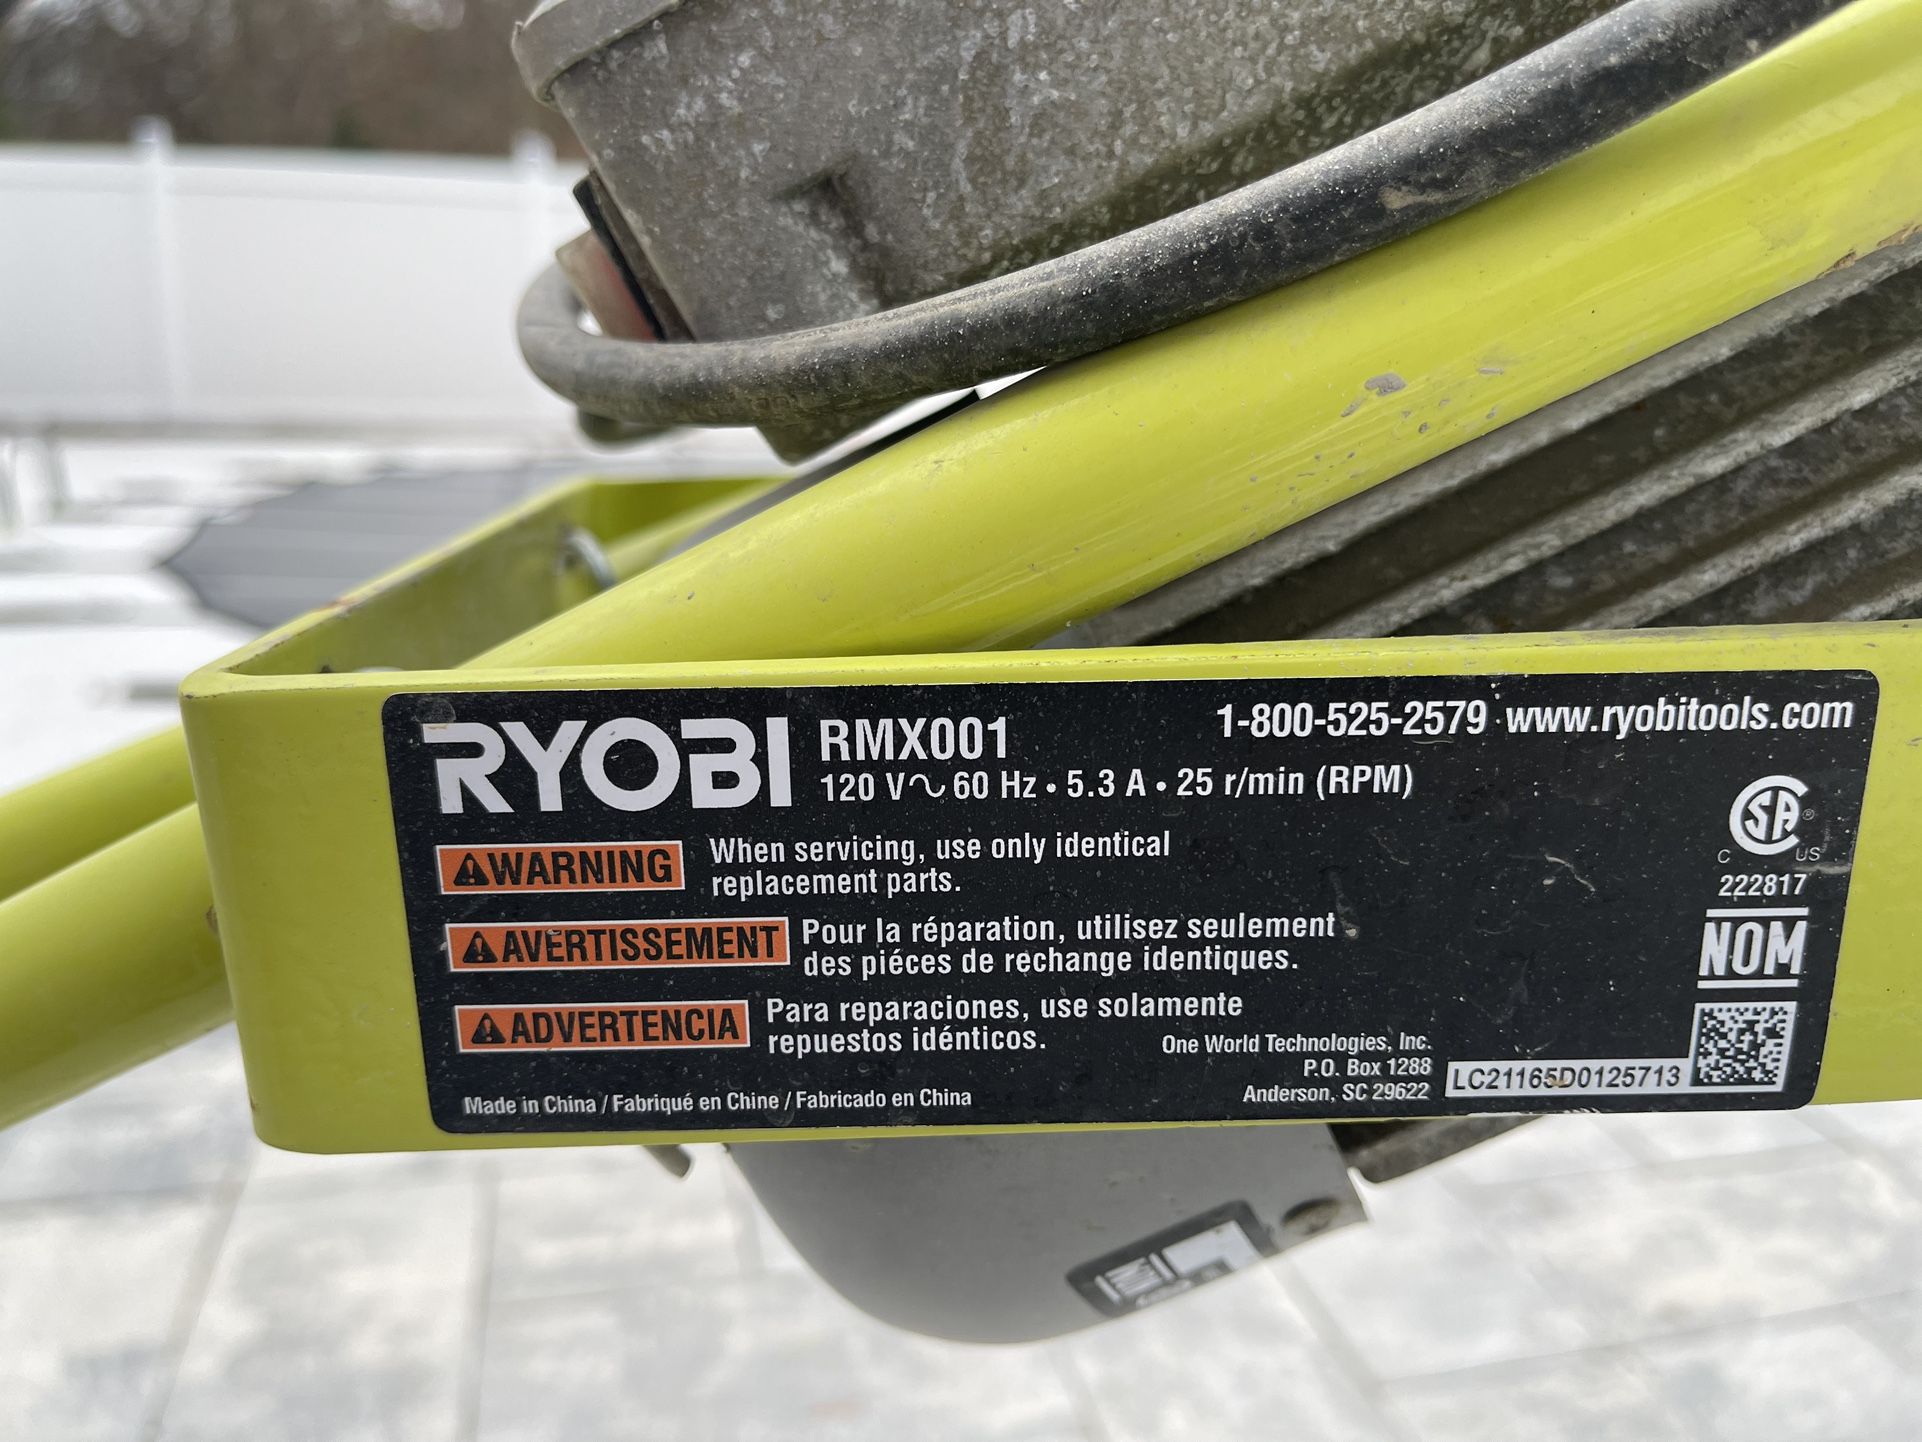 RYOBI
RMX001
1-800-525-2579 · www.ryobitools.com
120 V~ 60 Hz • 5.3 A • 25 r/min (RPM)
⚠WARNING
When servicing, use only identical
replacement parts.
⚠AVERTISSEMENT
Pour la réparation, utilisez seulement
des piéces de rechange identiques.
⚠ADVERTENCIA
Para reparaciones, use solamente
repuestos idénticos.
Made in China / Fabriqué en Chine / Fabricado en China
One World Technologies, Inc.
P.O. Box 1288
Anderson, SC 29622
SA ®
C US
222817
NOM
LC21165D0125713